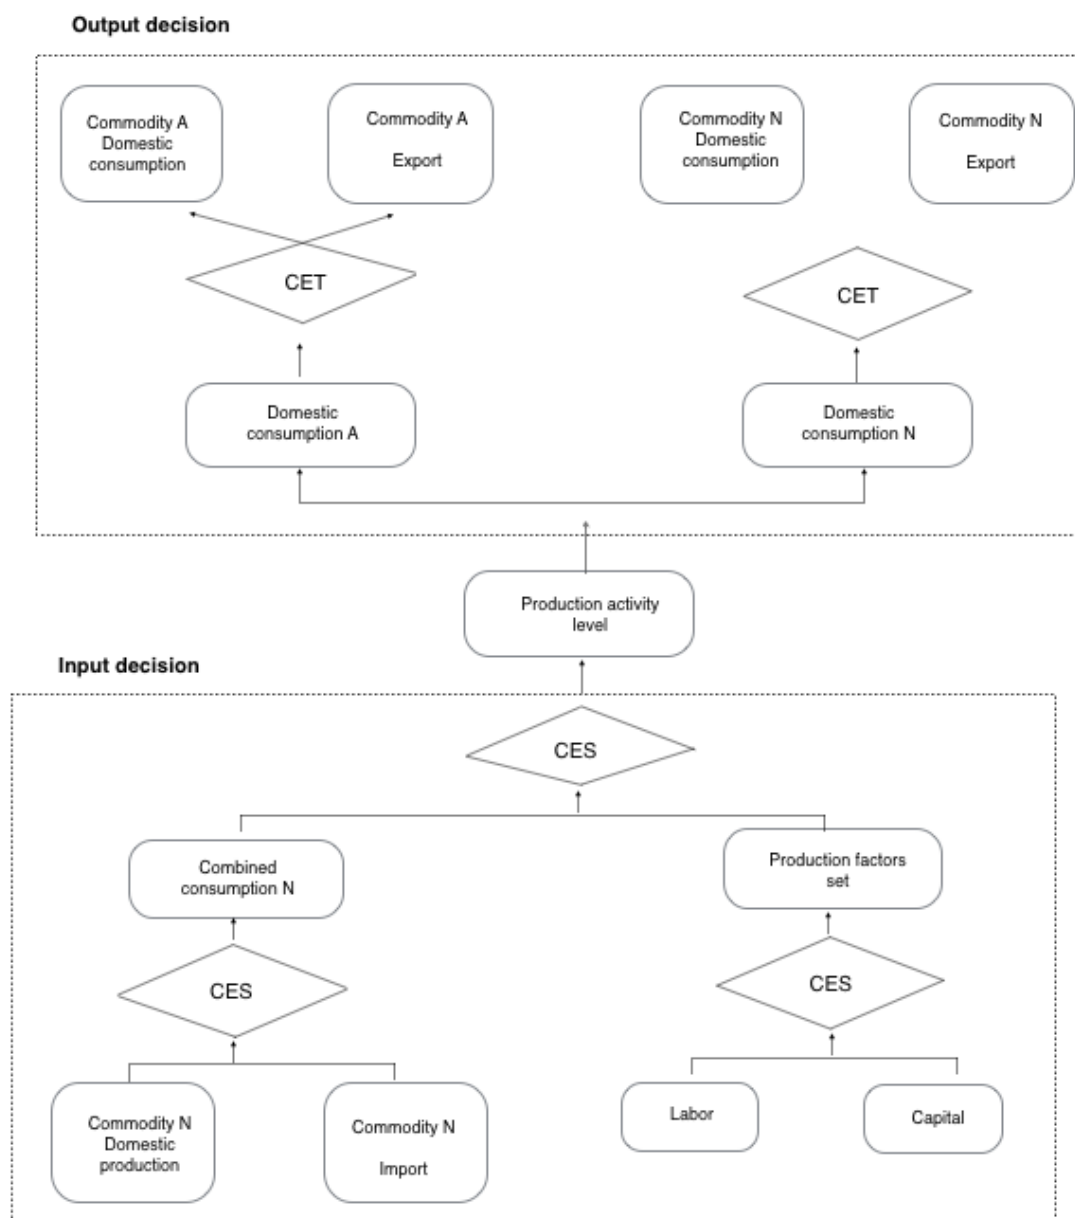 Output decision
Commodity A
Domestic
consumption
Commodity A
Export
Commodity N
Domestic
consumption
Commodity N
Export
CET
CET
Domestic
consumption A
Domestic
consumption N
Production activity
level
Input decision
CES
Combined
consumption N
Production factors
set
CES
CES
Commodity N
Domestic
production
Commodity N
Import
Labor
Capital